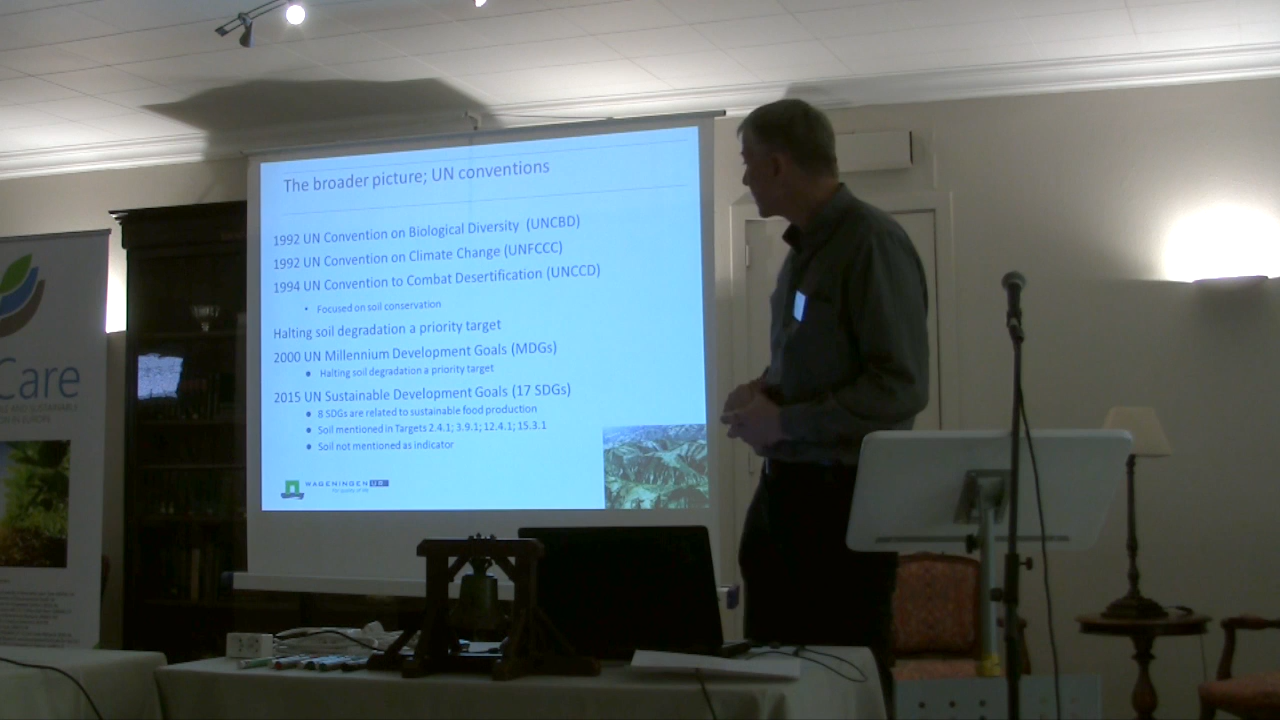 The broader picture; UN conventions
1992 UN Convention on Biological Diversity (UNCBD)
1992 UN Convention on Climate Change (UNFCCC)
1994 UN Convention to Combat Desertification (UNCCD)
• Focused on soil conservation
Halting soil degradation a priority target
2000 UN Millennium Development Goals (MDGs)
• Halting soil degradation a priority target
2015 UN Sustainable Development Goals (17 SDGs)
• 8 SDGs are related to sustainable food production
• Soil mentioned in Targets 2.4.1; 3.9.1; 12.4.1; 15.3.1
• Soil not mentioned as indicator
WAGENINGEN UR
Care
AND SUSTAINABLE
IN EUROPE